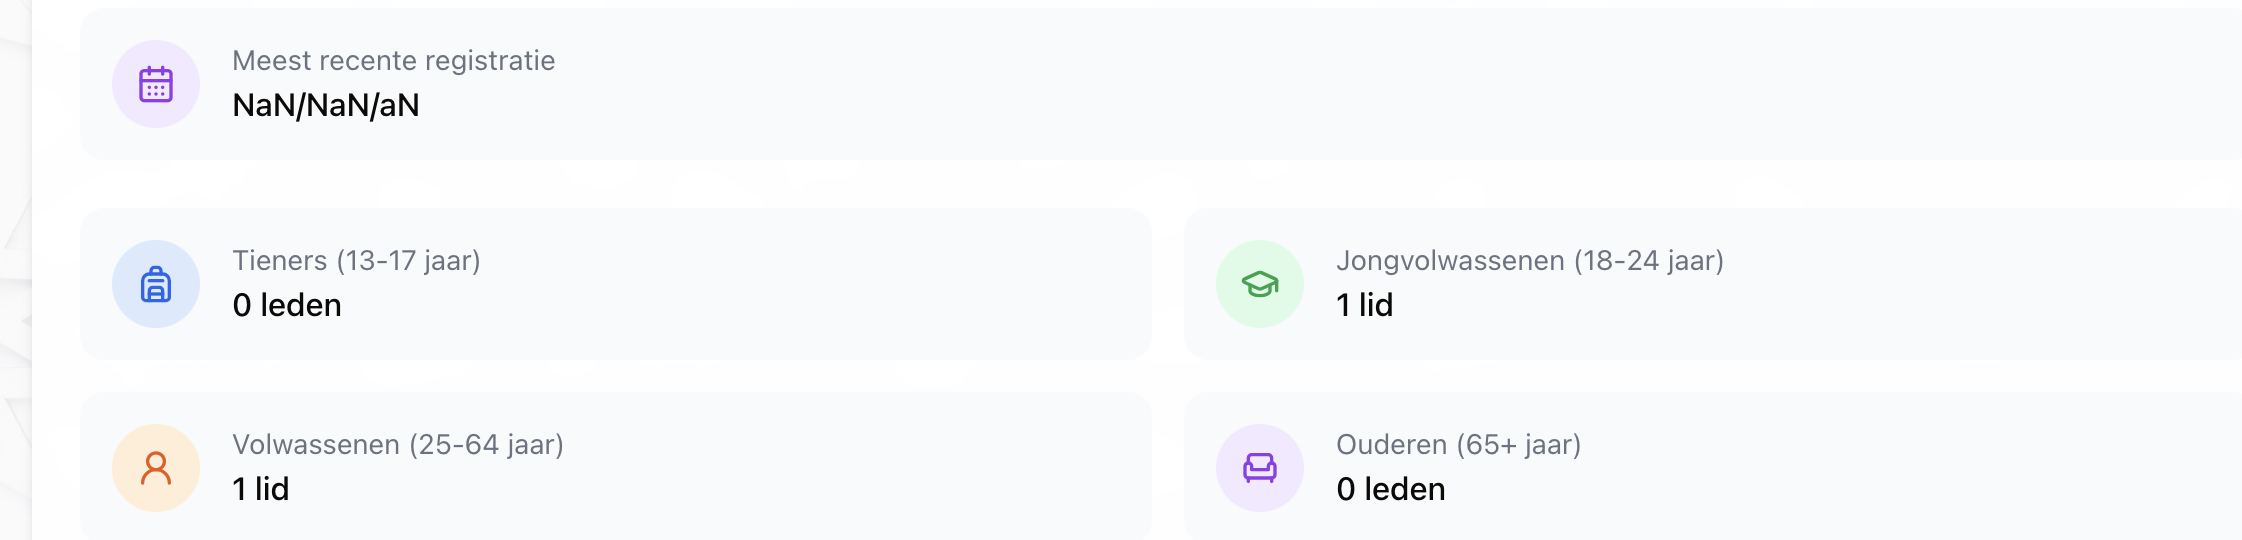 Meest recente registratie
NaN/NaN/aN
Tieners (13-17 jaar)
0 leden
Jongvolwassenen (18-24 jaar)
1 lid
Volwassenen (25-64 jaar)
1 lid
Ouderen (65+ jaar)
0 leden